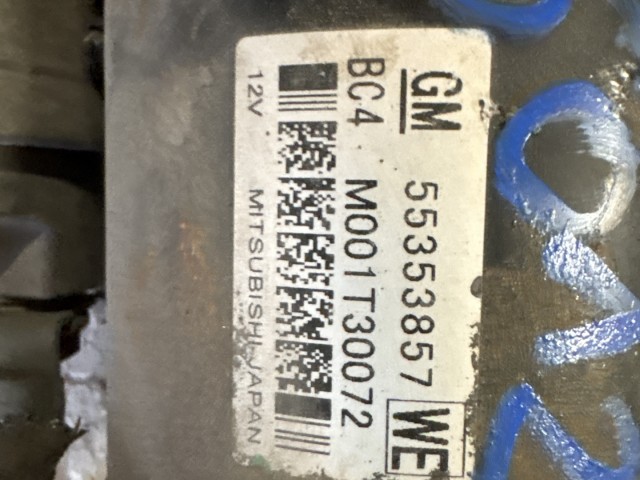 GM 55353857 WE
BC4 M001T30072
12V MITSUBISHI JAPAN